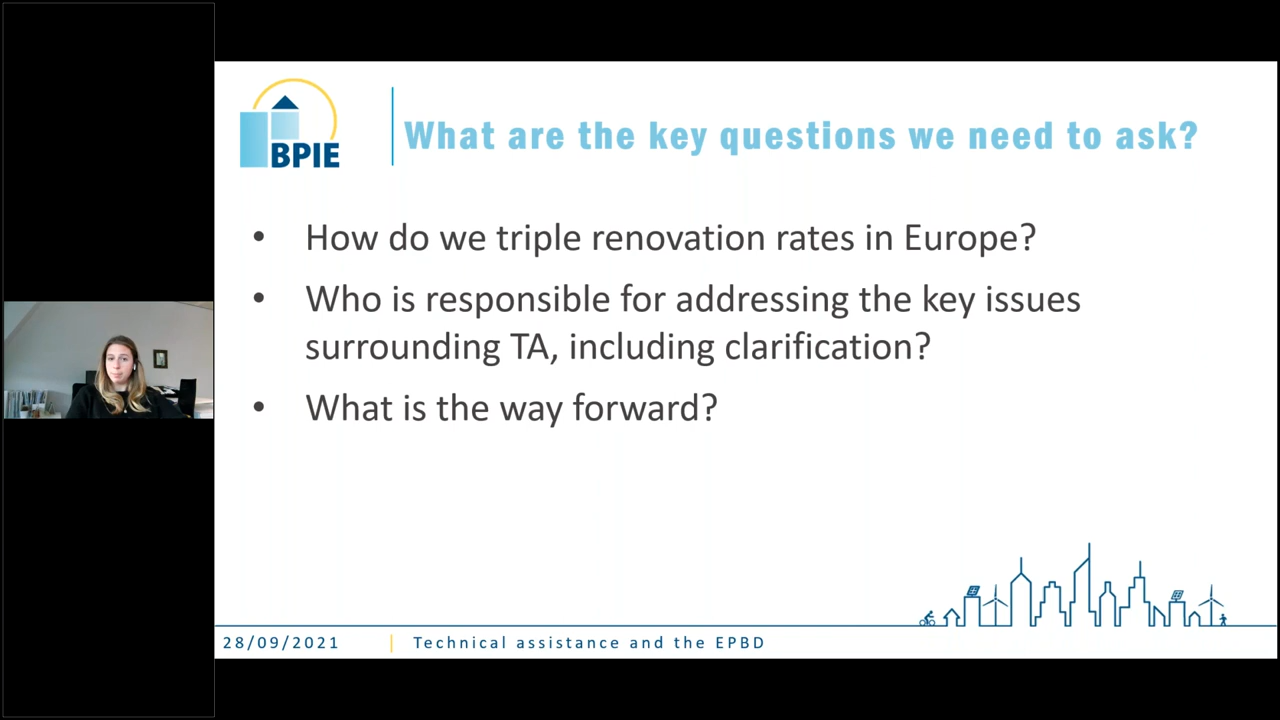 BPIE
What are the key questions we need to ask?
• How do we triple renovation rates in Europe?
• Who is responsible for addressing the key issues
surrounding TA, including clarification?
• What is the way forward?
28/09/2021 | Technical assistance and the EPBD